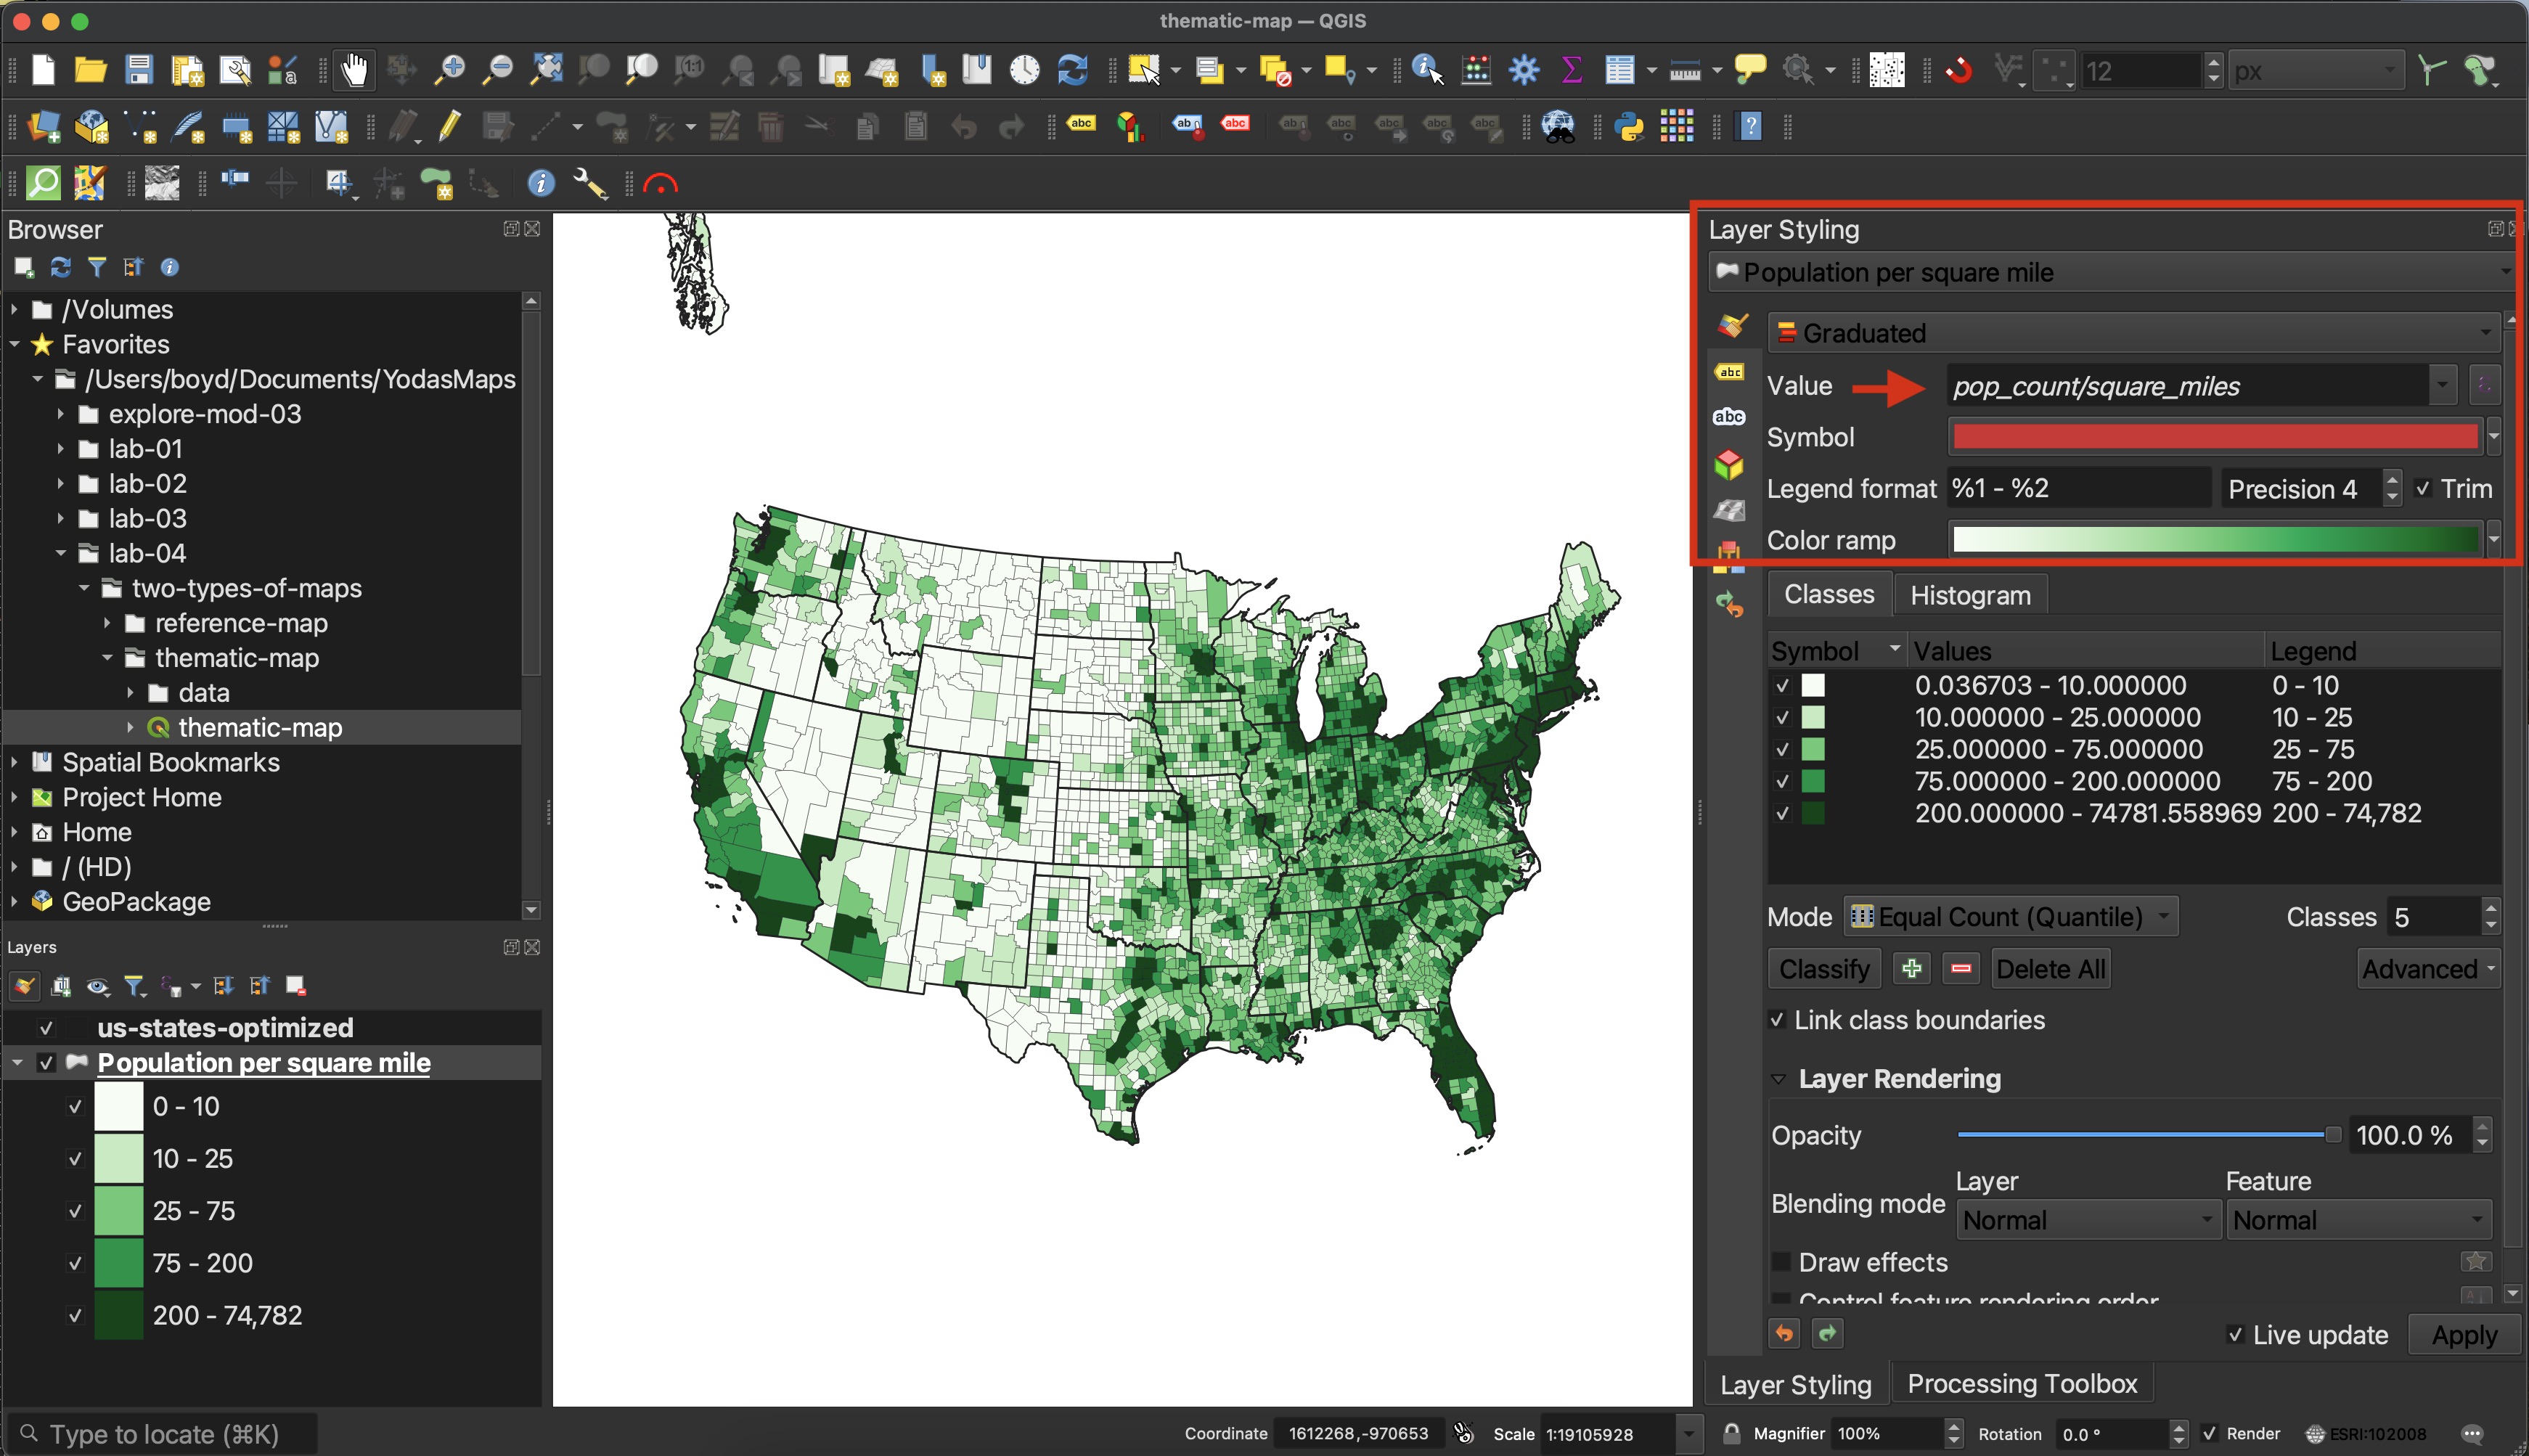 thematic-map — QGIS
12
px
Browser
/Volumes
Favorites
/Users/boyd/Documents/YodasMaps
explore-mod-03
lab-01
lab-02
lab-03
lab-04
two-types-of-maps
reference-map
thematic-map
data
thematic-map
Spatial Bookmarks
Project Home
Home
/ (HD)
GeoPackage
Layers
us-states-optimized
Population per square mile
0 - 10
10 - 25
25 - 75
75 - 200
200 - 74,782
Type to locate (⌘K)
Layer Styling
Population per square mile
Graduated
Value pop_count/square_miles
Symbol
Legend format %1 - %2 Precision 4 Trim
Color ramp
Classes Histogram
Symbol Values Legend
0.036703 - 10.000000 0 - 10
10.000000 - 25.000000 10 - 25
25.000000 - 75.000000 25 - 75
75.000000 - 200.000000 75 - 200
200.000000 - 74781.558969 200 - 74,782
Mode Equal Count (Quantile) Classes 5
Classify Delete All Advanced
Link class boundaries
Layer Rendering
Opacity 100.0 %
Layer Feature
Blending mode Normal Normal
Draw effects
Control feature rendering order
Live update Apply
Layer Styling Processing Toolbox
Coordinate 1612268,-970653 Scale 1:19105928 Magnifier 100% Rotation 0.0 ° Render ESRI:102008